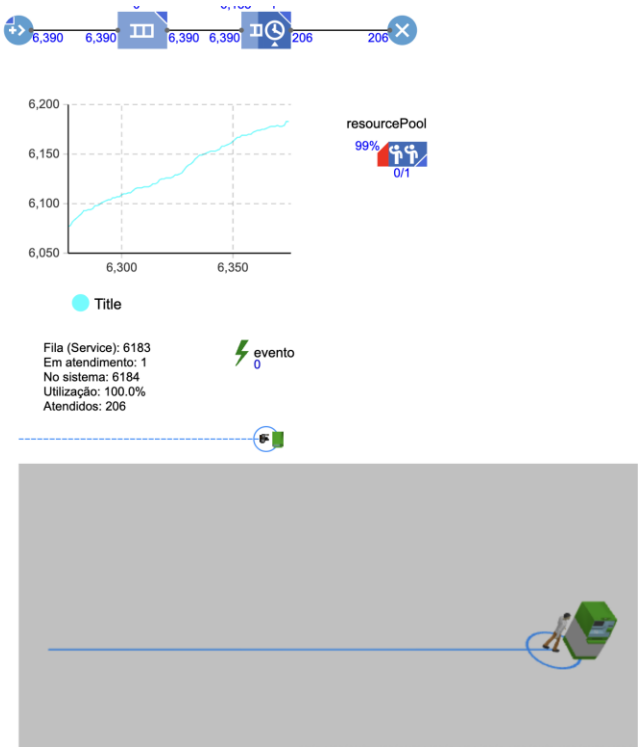 6,390 6,390 6,390 6,390 206 206
6,200
6,150
6,100
6,050
6,300 6,350
Title
resourcePool
99%
0/1
Fila (Service): 6183
Em atendimento: 1
No sistema: 6184
Utilização: 100.0%
Atendidos: 206
evento
0